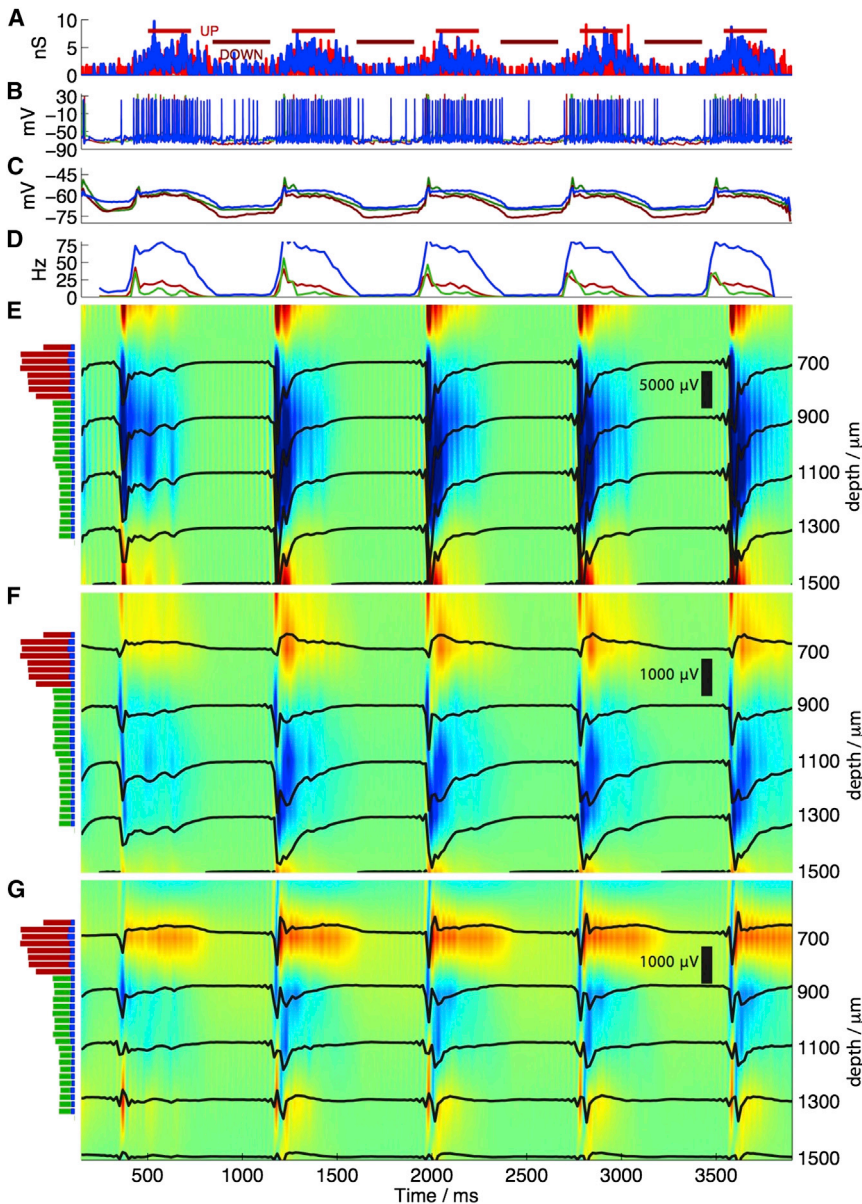 A
10
5
0
nS
UP
DOWN
B
30
−10
−50
−90
mV
C
−45
−60
−75
mV
D
75
50
25
0
Hz
E
5000 µV
700
900
1100
1300
1500
depth / µm
F
1000 µV
700
900
1100
1300
1500
depth / µm
G
1000 µV
700
900
1100
1300
1500
depth / µm
500 1000 1500 2000 2500 3000 3500
Time / ms